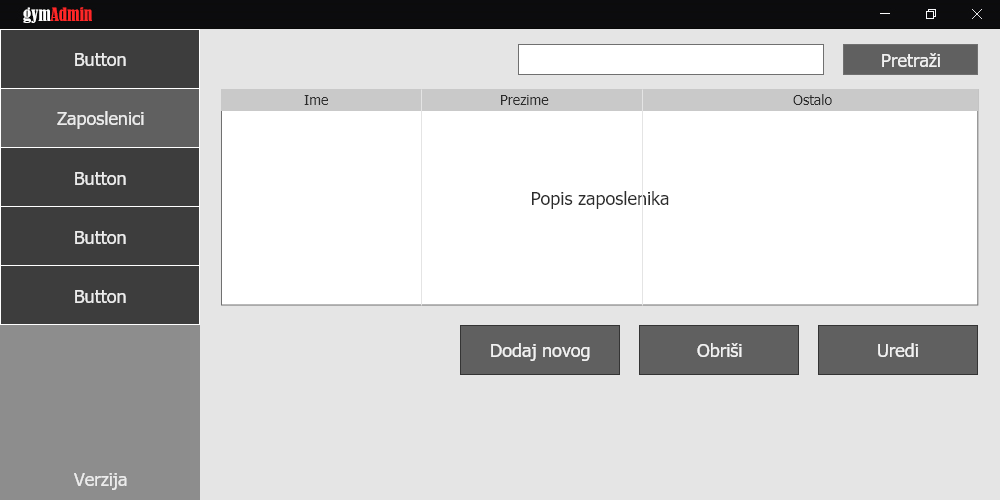 gymAdmin
Button
Zaposlenici
Button
Button
Button
Verzija
Pretraži
Ime Prezime Ostalo
Popis zaposlenika
Dodaj novog Obriši Uredi